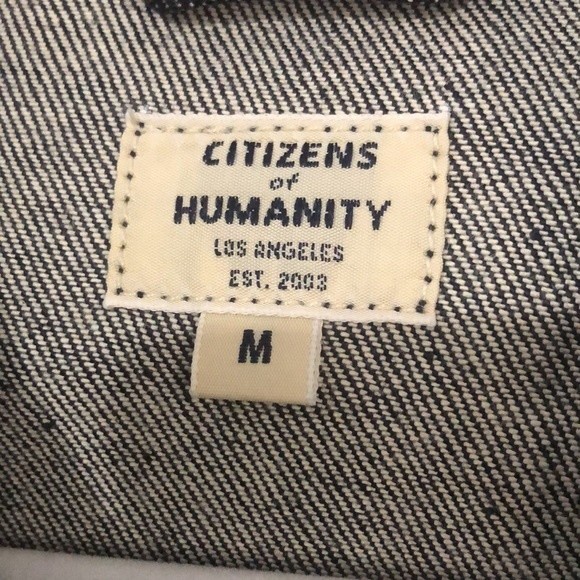 CITIZENS
of
HUMANITY
LOS ANGELES
EST. 2003
M